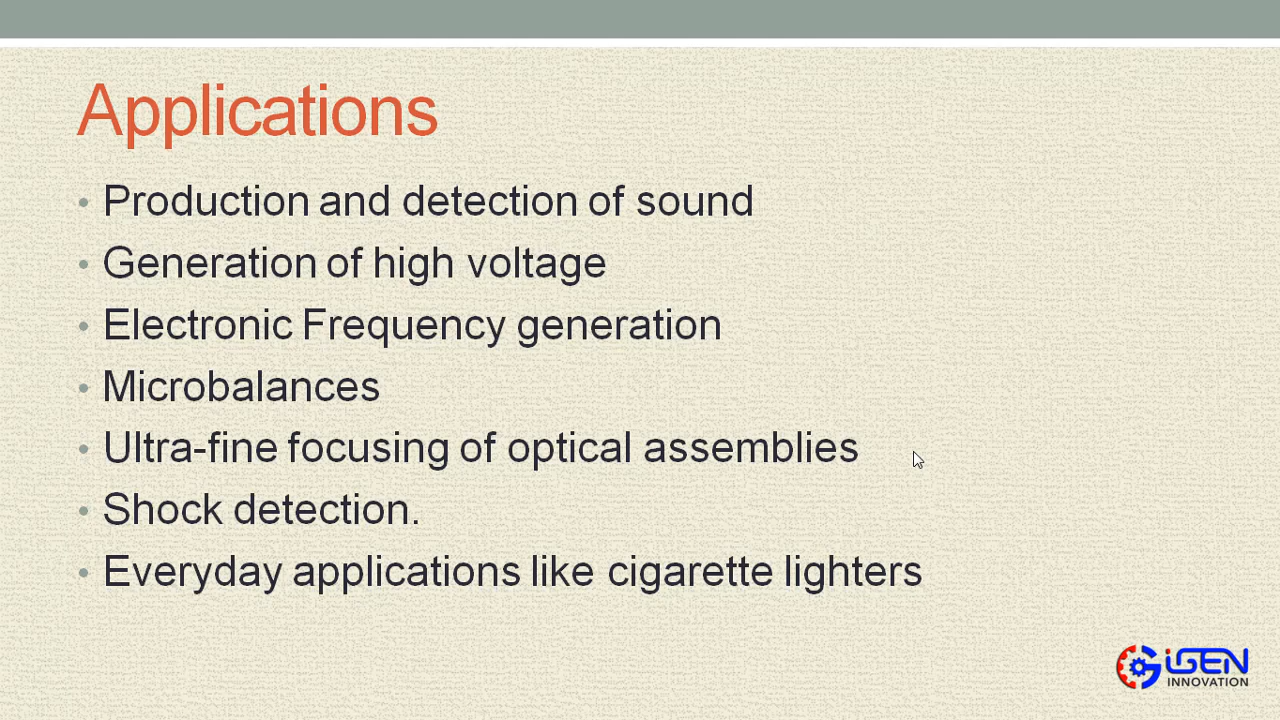 Applications
• Production and detection of sound
• Generation of high voltage
• Electronic Frequency generation
• Microbalances
• Ultra-fine focusing of optical assemblies
• Shock detection.
• Everyday applications like cigarette lighters
iGEN
INNOVATION